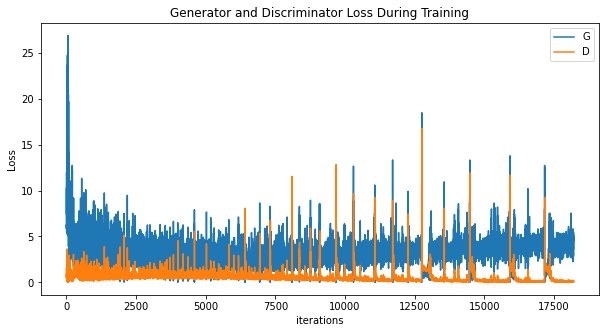 Generator and Discriminator Loss During Training
G
D
Loss
25
20
15
10
5
0
0 2500 5000 7500 10000 12500 15000 17500
iterations